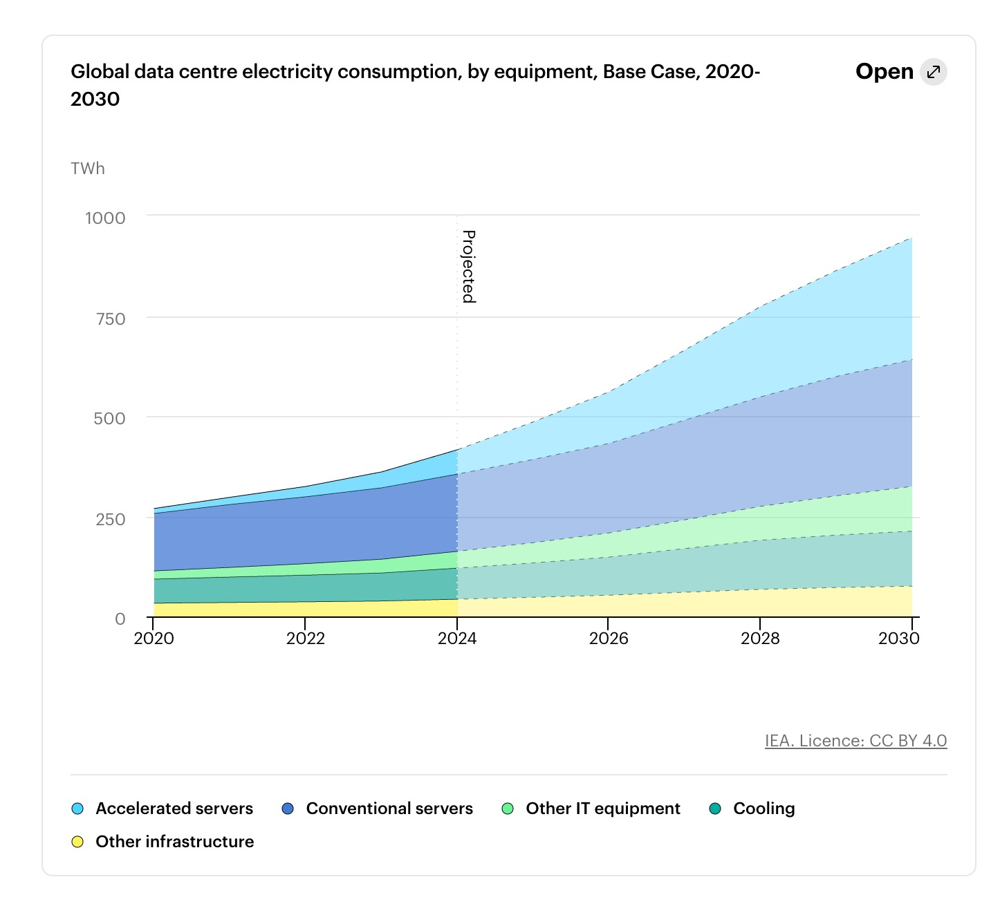 Global data centre electricity consumption, by equipment, Base Case, 2020-
2030
Open
TWh
1000
750
500
250
0
Projected
2020 2022 2024 2026 2028 2030
IEA. Licence: CC BY 4.0
Accelerated servers Conventional servers Other IT equipment Cooling
Other infrastructure